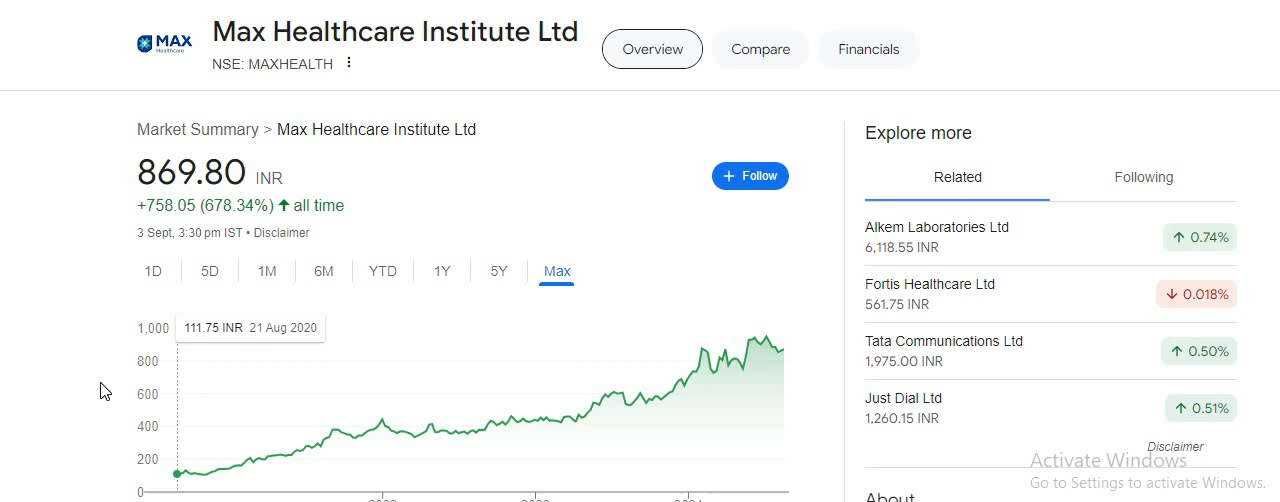 MAX
Healthcare
Max Healthcare Institute Ltd
NSE: MAXHEALTH
Overview
Compare
Financials
Market Summary > Max Healthcare Institute Ltd
869.80 INR
+ Follow
+758.05 (678.34%) ↑ all time
3 Sept, 3:30 pm IST • Disclaimer
1D 5D 1M 6M YTD 1Y 5Y Max
111.75 INR 21 Aug 2020
1,000
800
600
400
200
0
Explore more
Related
Following
Alkem Laboratories Ltd
6,118.55 INR
↑ 0.74%
Fortis Healthcare Ltd
561.75 INR
↓ 0.018%
Tata Communications Ltd
1,975.00 INR
↑ 0.50%
Just Dial Ltd
1,260.15 INR
↑ 0.51%
Disclaimer
Activate Windows
Go to Settings to activate Windows.
About